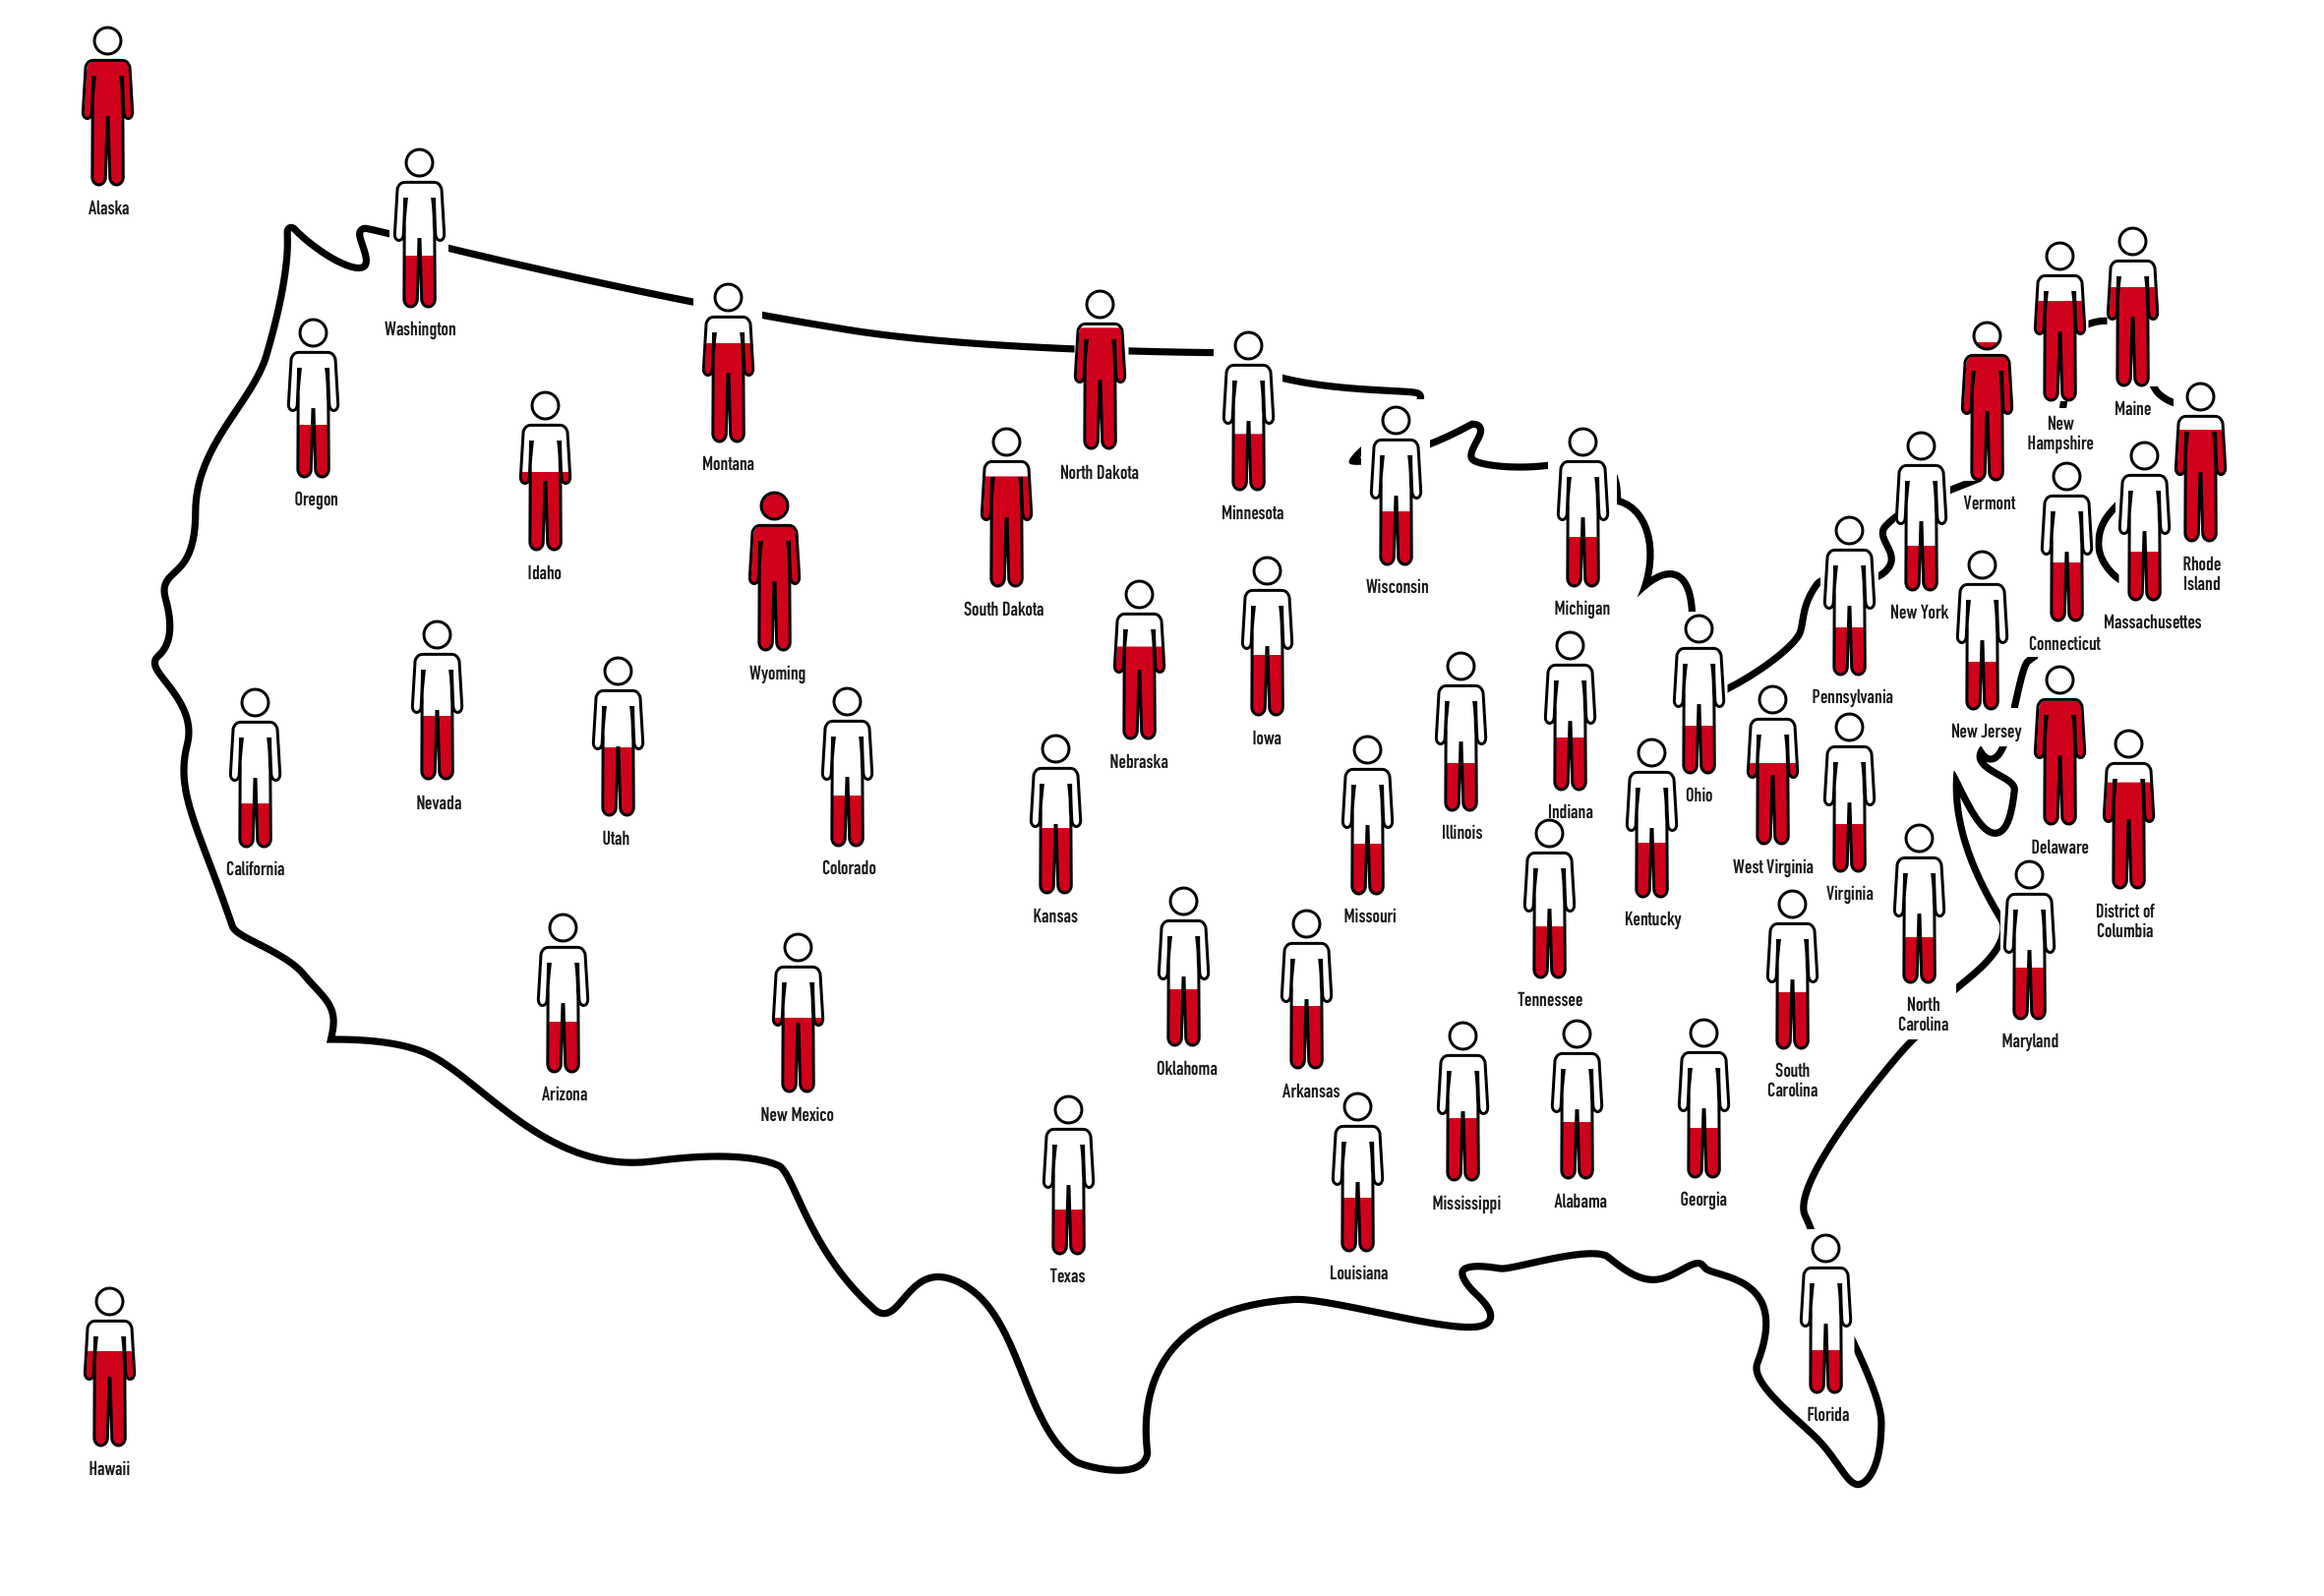 Alaska
Washington
Maine
New
Hampshire
Montana
North Dakota
Oregon
Vermont
Minnesota
Rhode
Island
Idaho
Wisconsin
Michigan
South Dakota
New York
Massachusettes
Connecticut
Wyoming
Pennsylvania
New Jersey
Iowa
Nebraska
Ohio
Nevada
Indiana
Illinois
Utah
Delaware
California
Colorado
West Virginia
Virginia
Kansas
Missouri
Kentucky
District of
Columbia
Tennessee
North
Carolina
Maryland
Oklahoma
South
Carolina
Arkansas
Arizona
New Mexico
Georgia
Alabama
Mississippi
Louisiana
Texas
Florida
Hawaii